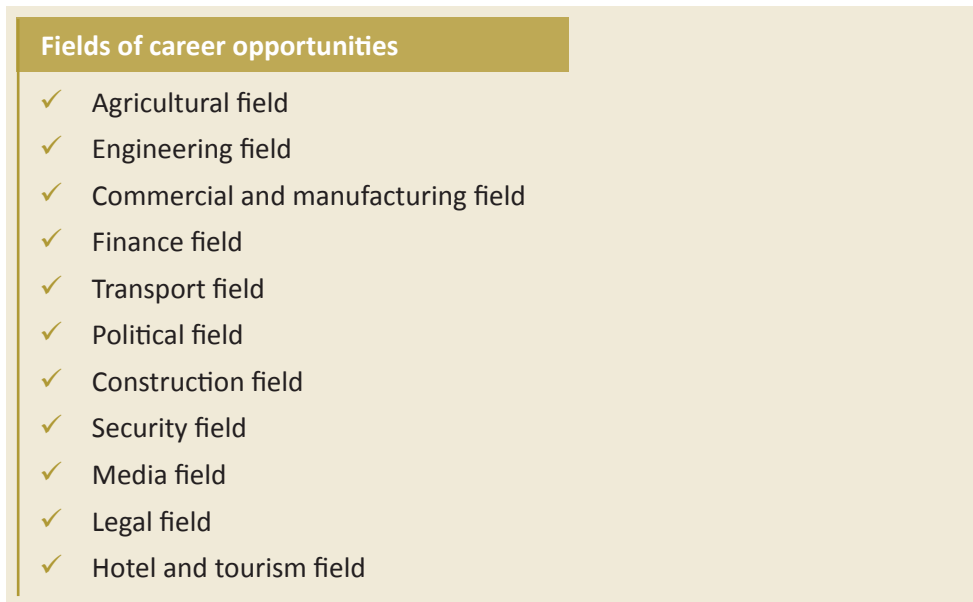 Fields of career opportunities
✓ Agricultural field
✓ Engineering field
✓ Commercial and manufacturing field
✓ Finance field
✓ Transport field
✓ Political field
✓ Construction field
✓ Security field
✓ Media field
✓ Legal field
✓ Hotel and tourism field